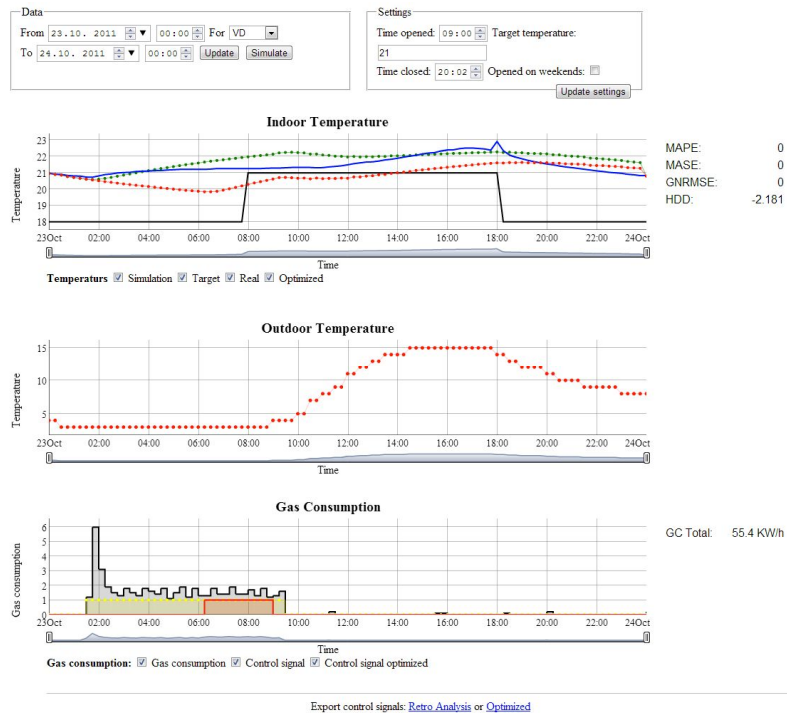 Data
From 23.10. 2011 00:00 For VD
To 24.10. 2011 00:00 Update Simulate
Settings
Time opened: 09:00 Target temperature:
21
Time closed: 20:02 Opened on weekends:
Update settings
Indoor Temperature
23
22
21
20
19
18
Temperature
23Oct 02:00 04:00 06:00 08:00 10:00 12:00 14:00 16:00 18:00 20:00 22:00 24Oct
Time
Temperaturs Simulation Target Real Optimized
MAPE: 0
MASE: 0
GNRMSE: 0
HDD: -2.181
Outdoor Temperature
15
10
5
Temperature
23Oct 02:00 04:00 06:00 08:00 10:00 12:00 14:00 16:00 18:00 20:00 22:00 24Oct
Time
Gas Consumption
6
5
4
3
2
1
0
Gas consumption
23Oct 02:00 04:00 06:00 08:00 10:00 12:00 14:00 16:00 18:00 20:00 22:00 24Oct
Time
Gas consumption: Gas consumption Control signal Control signal optimized
GC Total: 55.4 KW/h
Export control signals: Retro Analysis or Optimized